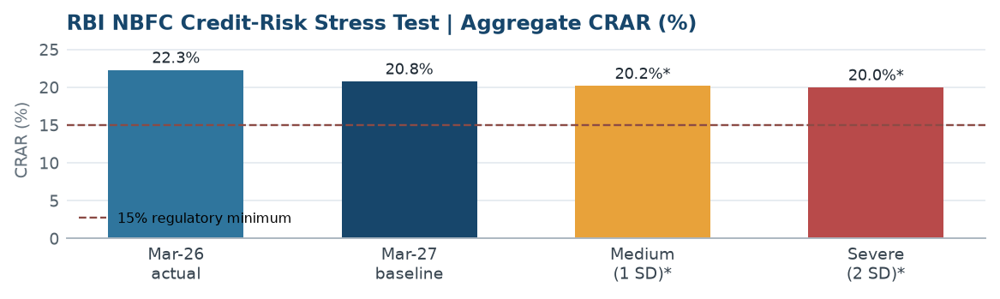 RBI NBFC Credit-Risk Stress Test | Aggregate CRAR (%)
CRAR (%)
25
20
15
10
5
0
22.3%
20.8%
20.2%*
20.0%*
15% regulatory minimum
Mar-26
actual
Mar-27
baseline
Medium
(1 SD)*
Severe
(2 SD)*